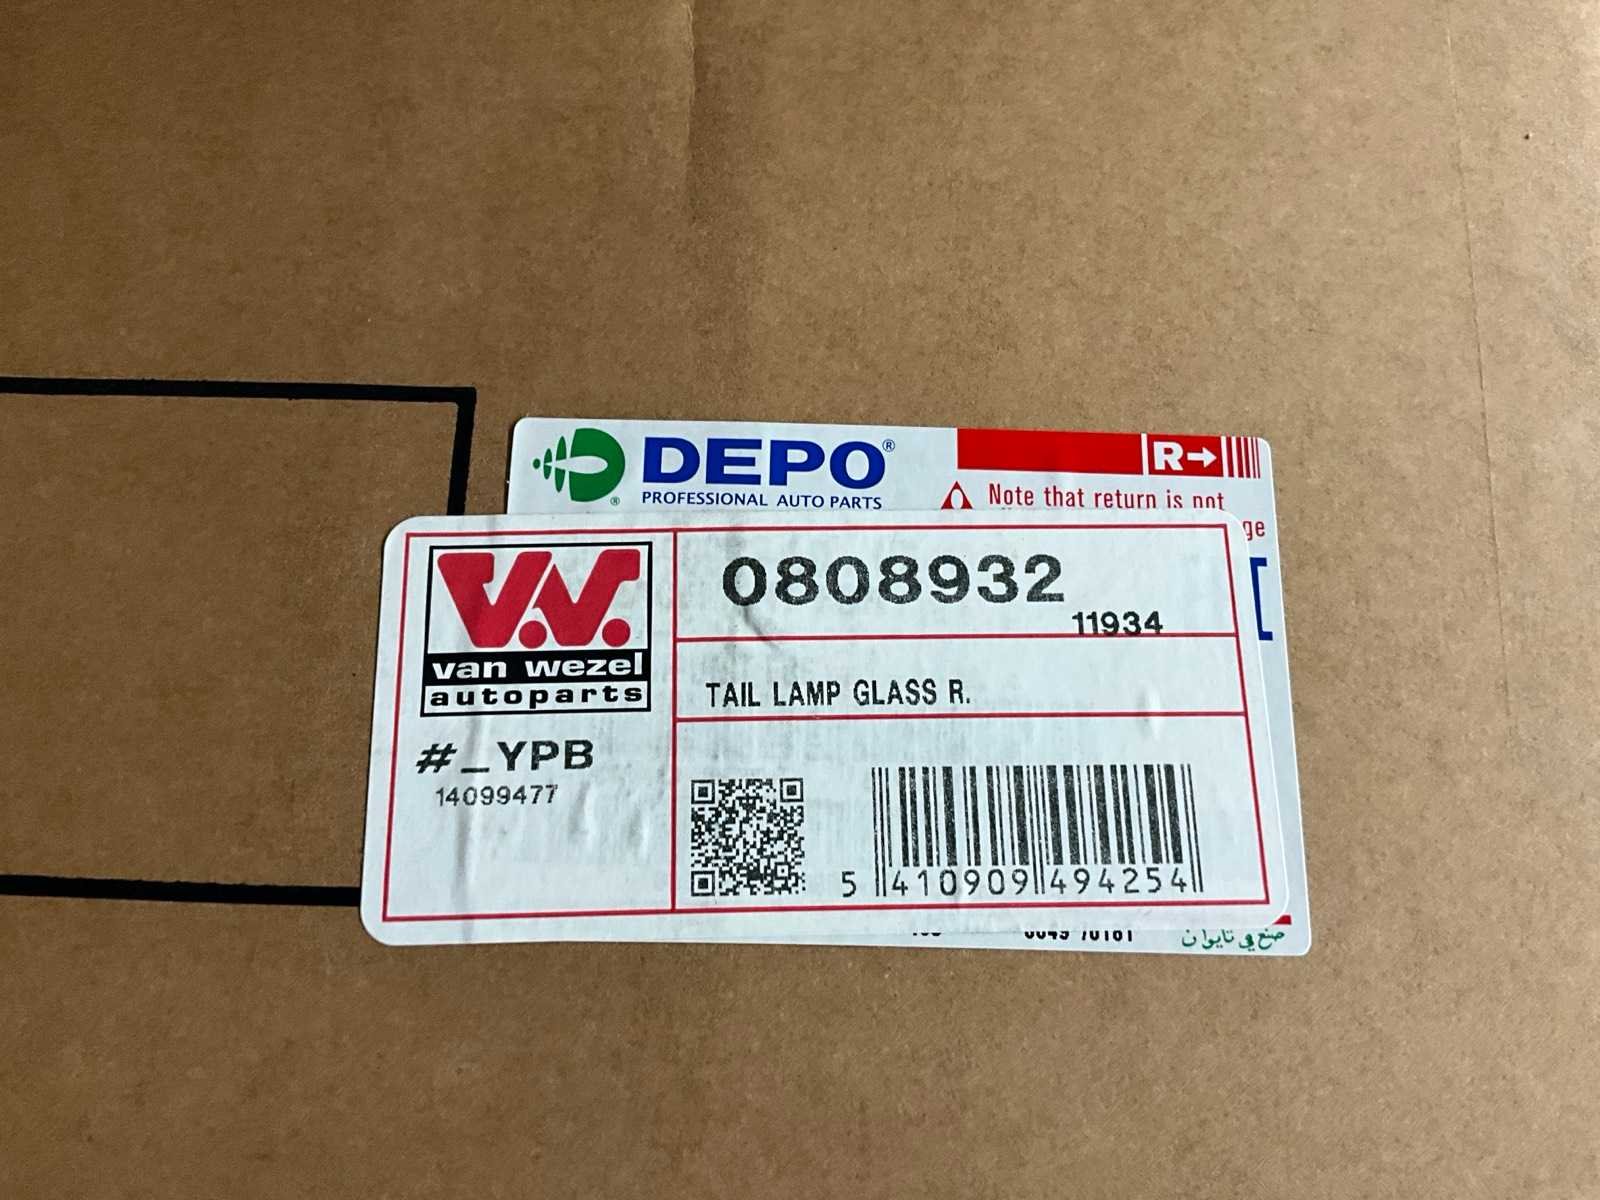 DEPO®
PROFESSIONAL AUTO PARTS
®
R→
Note that return is not
ge
van wezel
autoparts
#_YPB
14099477
0808932
11934
TAIL LAMP GLASS R.
5 410909 494254
صنع في تايوان